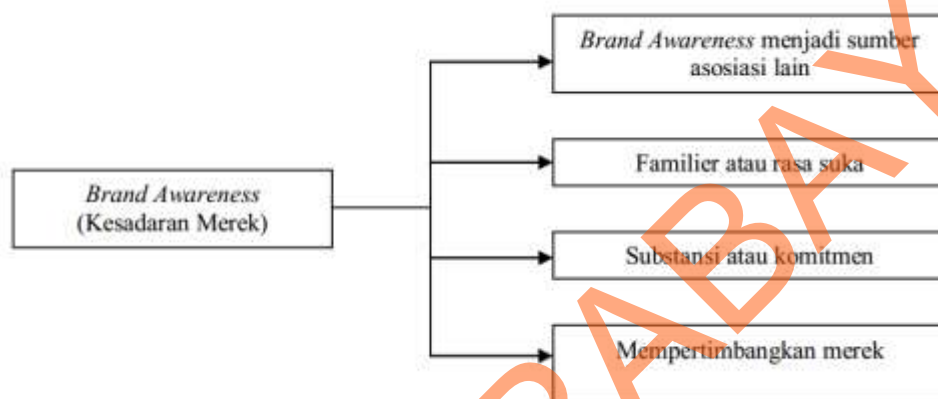 Brand Awareness
(Kesadaran Merek)
Brand Awareness menjadi sumber
asosiasi lain
Familier atau rasa suka
Substansi atau komitmen
Mempertimbangkan merek
RABAY